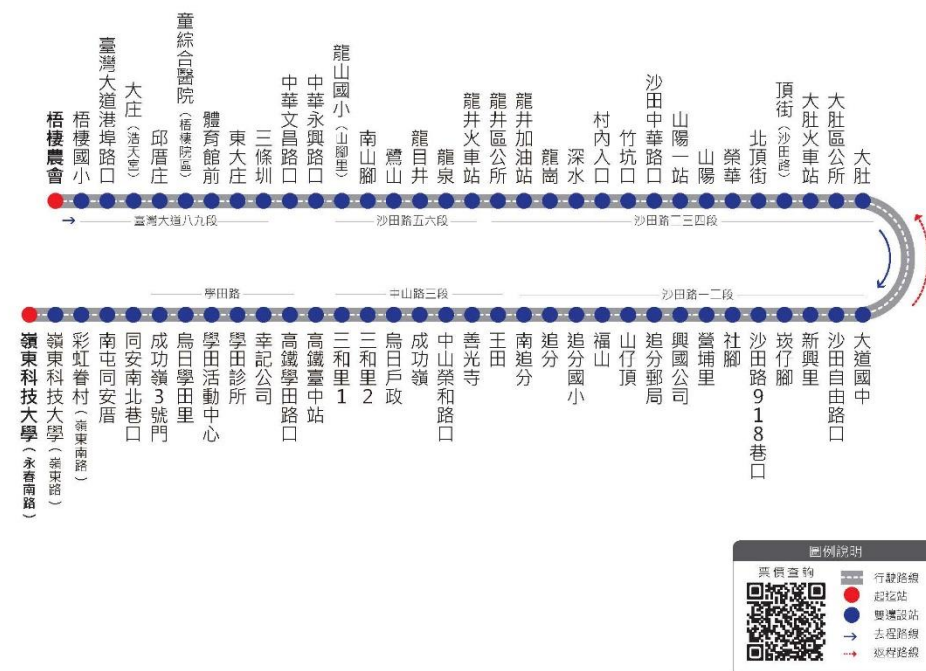 梧棲農會
梧棲國小
臺灣大道港埠路口
大庄（浩天宮）
邱厝庄
童綜合醫院（梧棲院區）
體育館前
東大庄
三條圳
中華文昌路口
中華永興路口
龍山國小（山腳里）
南山腳
鷺山
龍目井
龍泉
龍井火車站
龍井區公所
龍井加油站
龍崗
深水
村內入口
竹坑口
沙田中華路口
山陽一站
山陽
榮華
北頂街
頂街（沙田路）
大肚火車站
大肚區公所
大肚
臺灣大道八九段
沙田路五六段
沙田路二三四段
學田路
中山路三段
沙田路一二段
嶺東科技大學（永春南路）
嶺東科技大學（嶺東路）
彩虹眷村（嶺東南路）
南屯同安厝
同安南北巷口
成功嶺3號門
烏日學田里
學田活動中心
學田診所
幸記公司
高鐵學田路口
高鐵臺中站
三和里1
三和里2
烏日戶政
成功嶺
中山榮和路口
善光寺
王田
南追分
追分
追分國小
福山
山仔頂
追分郵局
興國公司
營埔里
社腳
沙田路918巷口
崁仔腳
新興里
沙田自由路口
大道國中
圖例說明
票價查詢
行駛路線
起訖站
雙邊設站
去程路線
返程路線